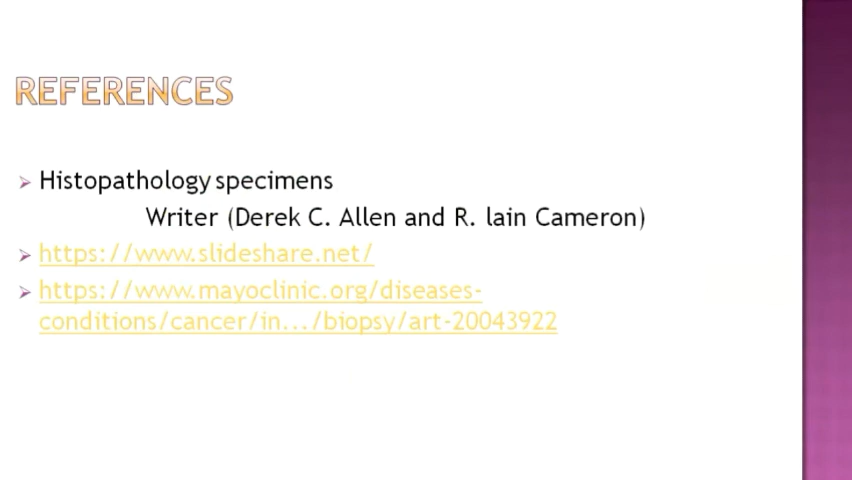 REFERENCES
Histopathology specimens
Writer (Derek C. Allen and R. lain Cameron)
https://www.slideshare.net/
https://www.mayoclinic.org/diseases-
conditions/cancer/in.../biopsy/art-20043922